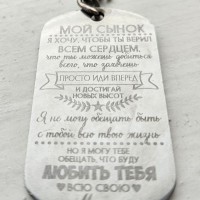 МОЙ СЫНОК
Я ХОЧУ, ЧТОБЫ ТЫ ВЕРИЛ
ВСЕМ СЕРДЦЕМ,
что ты можешь добиться
всего, что захочешь
ПРОСТО ИДИ ВПЕРЕД
И ДОСТИГАЙ
НОВЫХ ВЫСОТ
Я не могу обещать быть
с тобой всю твою жизнь
НО Я МОГУ ТЕБЕ
ОБЕЩАТЬ, ЧТО БУДУ
ЛЮБИТЬ ТЕБЯ
ВСЮ СВОЮ